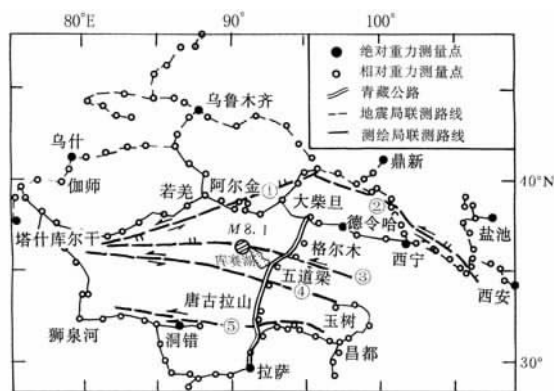 80°E 90° 100°
绝对重力测量点
相对重力测量点
青藏公路
地震局联测路线
测绘局联测路线
乌鲁木齐
乌什
伽师
鼎新
40°N
若羌
阿尔金
①
大柴旦
②
塔什库尔干
M8.1
德令哈
盐池
库赛湖
格尔木
西宁
五道梁
③
西安
唐古拉山
④
玉树
狮泉河
洞错
⑤
昌都
拉萨
30°